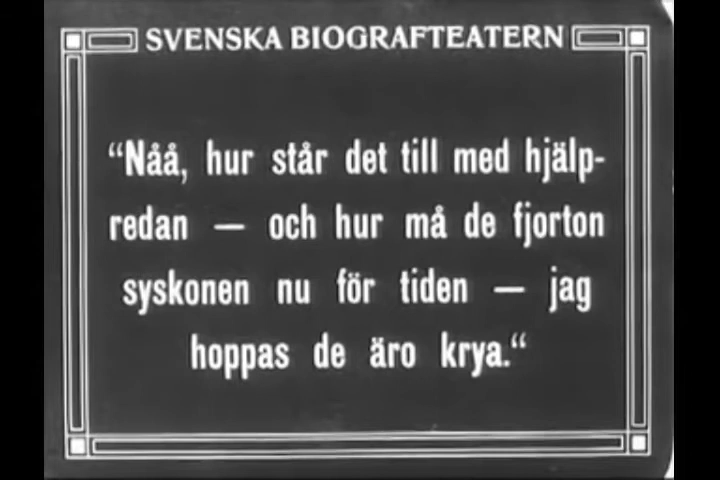 SVENSKA BIOGRAFTEATERN
“Nåå, hur står det till med hjälp-
redan — och hur må de fjorton
syskonen nu för tiden — jag
hoppas de äro krya.“